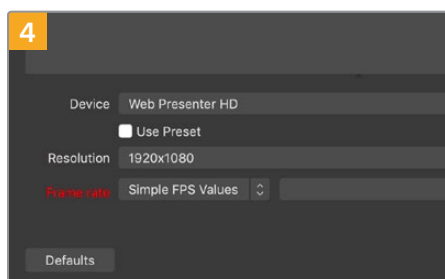 4
Device Web Presenter HD
Use Preset
Resolution 1920x1080
Frame rate Simple FPS Values
Defaults